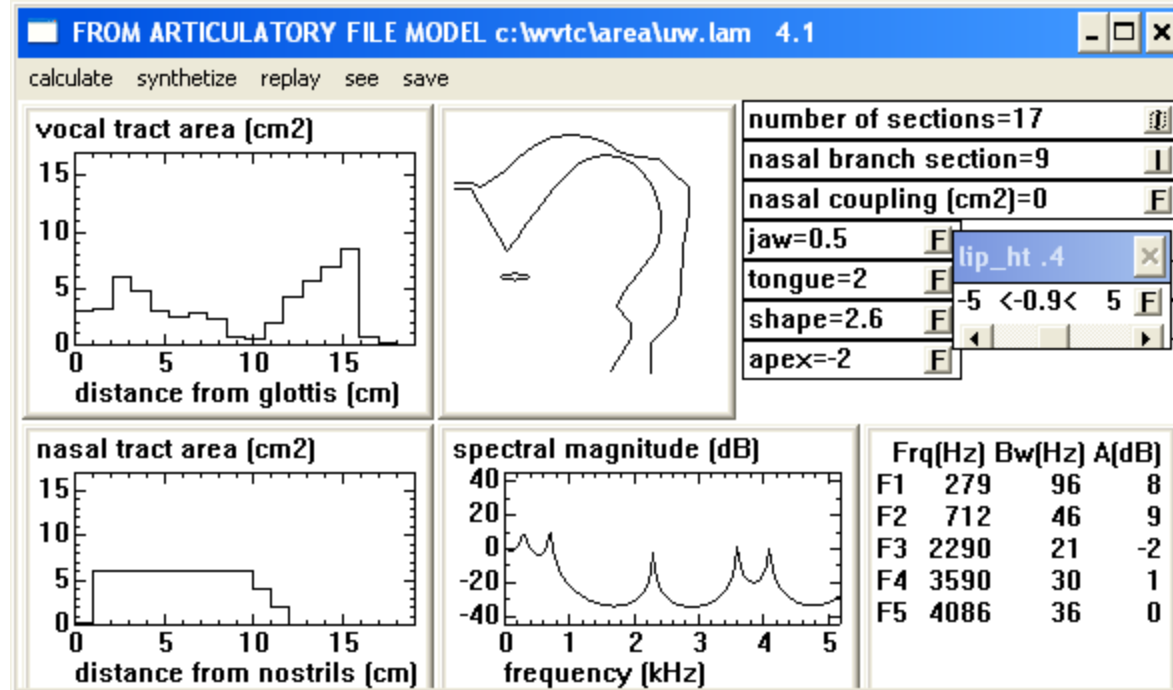 FROM ARTICULATORY FILE MODEL c:\wvtc\area\uw.lam 4.1
calculate synthetize replay see save
vocal tract area (cm2)
15
10
5
0
0 5 10 15
distance from glottis (cm)
number of sections=17
nasal branch section=9 I
nasal coupling (cm2)=0 F
jaw=0.5 F
tongue=2 F
shape=2.6 F
apex=-2 F
lip_ht .4
-5 <-0.9< 5 F
nasal tract area (cm2)
15
10
5
0
0 5 10 15
distance from nostrils (cm)
spectral magnitude (dB)
40
20
0
-20
-40
0 1 2 3 4 5
frequency (kHz)
Frq(Hz) Bw(Hz) A(dB)
F1 279 96 8
F2 712 46 9
F3 2290 21 -2
F4 3590 30 1
F5 4086 36 0